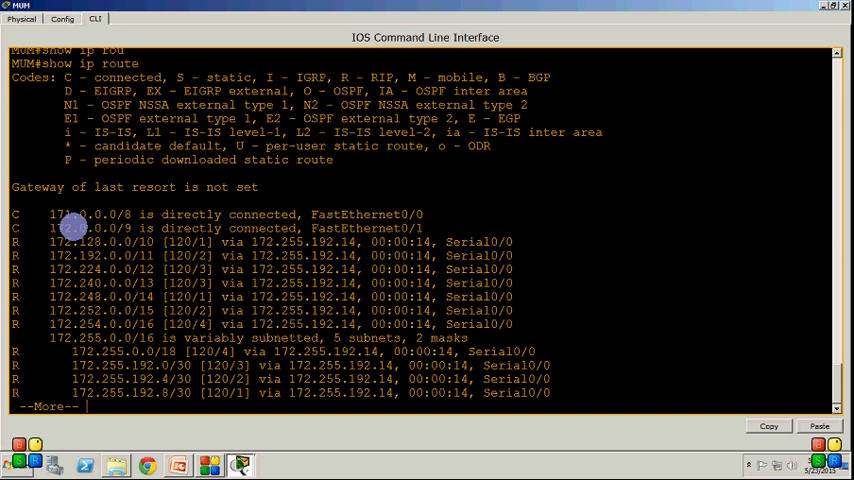 MUM
Physical Config CLI
IOS Command Line Interface
MUM#show ip rou
MUM#show ip route
Codes: C - connected, S - static, I - IGRP, R - RIP, M - mobile, B - BGP
D - EIGRP, EX - EIGRP external, O - OSPF, IA - OSPF inter area
N1 - OSPF NSSA external type 1, N2 - OSPF NSSA external type 2
E1 - OSPF external type 1, E2 - OSPF external type 2, E - EGP
i - IS-IS, L1 - IS-IS level-1, L2 - IS-IS level-2, ia - IS-IS inter area
* - candidate default, U - per-user static route, o - ODR
P - periodic downloaded static route
Gateway of last resort is not set
C 171.0.0.0/8 is directly connected, FastEthernet0/0
C 172.0.0.0/9 is directly connected, FastEthernet0/1
R 172.128.0.0/10 [120/1] via 172.255.192.14, 00:00:14, Serial0/0
R 172.192.0.0/11 [120/2] via 172.255.192.14, 00:00:14, Serial0/0
R 172.224.0.0/12 [120/3] via 172.255.192.14, 00:00:14, Serial0/0
R 172.240.0.0/13 [120/3] via 172.255.192.14, 00:00:14, Serial0/0
R 172.248.0.0/14 [120/1] via 172.255.192.14, 00:00:14, Serial0/0
R 172.252.0.0/15 [120/2] via 172.255.192.14, 00:00:14, Serial0/0
R 172.254.0.0/16 [120/4] via 172.255.192.14, 00:00:14, Serial0/0
172.255.0.0/16 is variably subnetted, 5 subnets, 2 masks
R 172.255.0.0/18 [120/4] via 172.255.192.14, 00:00:14, Serial0/0
R 172.255.192.0/30 [120/3] via 172.255.192.14, 00:00:14, Serial0/0
R 172.255.192.4/30 [120/2] via 172.255.192.14, 00:00:14, Serial0/0
R 172.255.192.8/30 [120/1] via 172.255.192.14, 00:00:14, Serial0/0
--More--
Copy Paste
5/23/2015